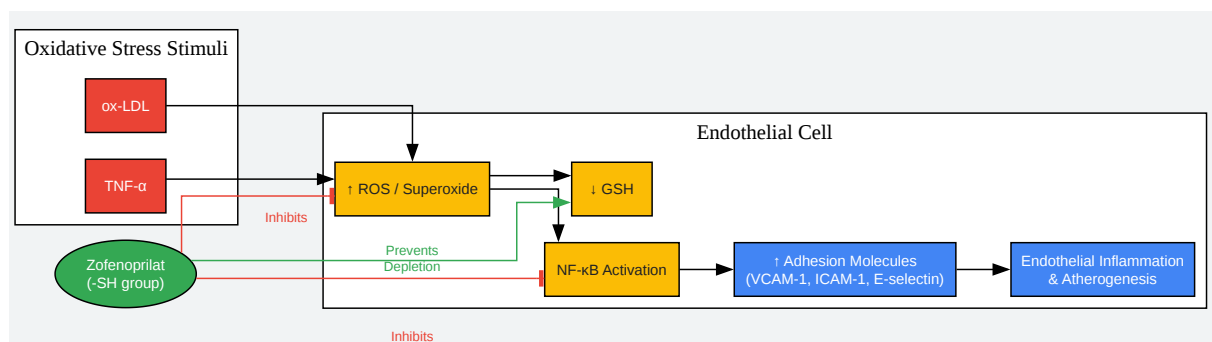 Oxidative Stress Stimuli
ox-LDL
Endothelial Cell
TNF-α
↑ ROS / Superoxide
↓ GSH
Inhibits
Prevents
Depletion
Zofenoprilat
(-SH group)
NF-κB Activation
↑ Adhesion Molecules
(VCAM-1, ICAM-1, E-selectin)
Endothelial Inflammation
& Atherogenesis
Inhibits